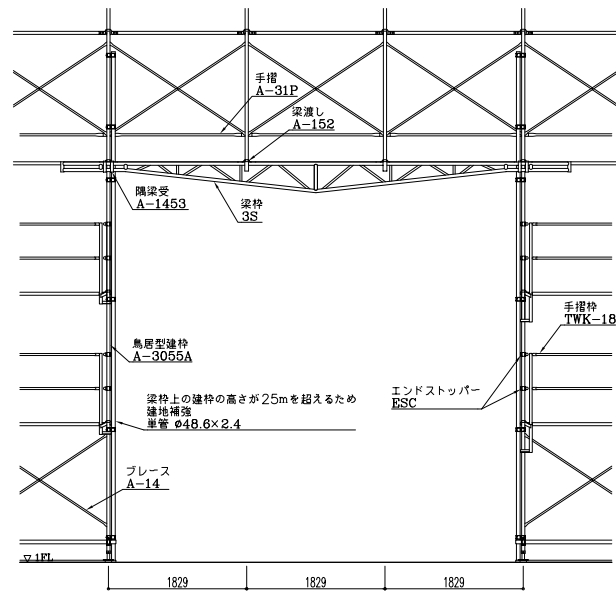 手摺
A-31P
梁渡し
A-152
隅梁受
A-1453
梁枠
3S
手摺枠
TWK-18
鳥居型建枠
A-3055A
エンドストッパー
ESC
梁枠上の建枠の高さが25mを超えるため
建地補強
単管 φ48.6×2.4
ブレース
A-14
▽1FL
1829 1829 1829